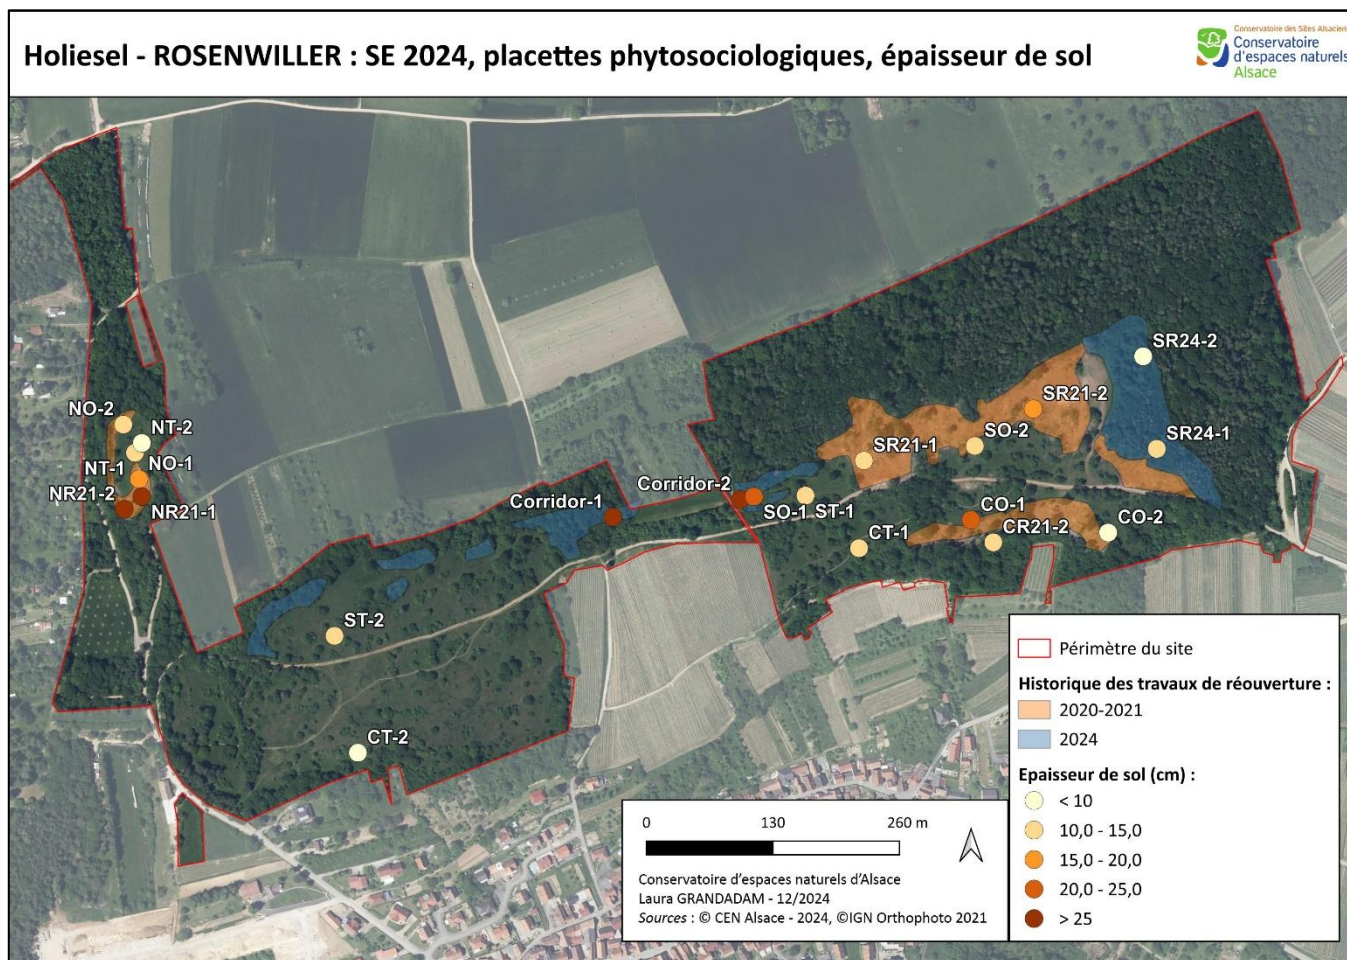 Holiesel - ROSENWILLER : SE 2024, placettes phytosociologiques, épaisseur de sol
Conservatoire des Sites Alsaciens
Conservatoire
d'espaces naturels
Alsace
SR24-2
NO-2
SR21-2
NT-2
SR21-1
SO-2
SR24-1
NT-1
NO-1
NR21-2
Corridor-1
Corridor-2
NR21-1
SO-1
ST-1
CO-1
CO-2
CT-1
CR21-2
ST-2
CT-2
Périmètre du site
Historique des travaux de réouverture :
2020-2021
2024
Epaisseur de sol (cm) :
< 10
10,0 - 15,0
15,0 - 20,0
20,0 - 25,0
> 25
0 130 260 m
Conservatoire d'espaces naturels d'Alsace
Laura GRANDADAM - 12/2024
Sources : © CEN Alsace - 2024, ©IGN Orthophoto 2021